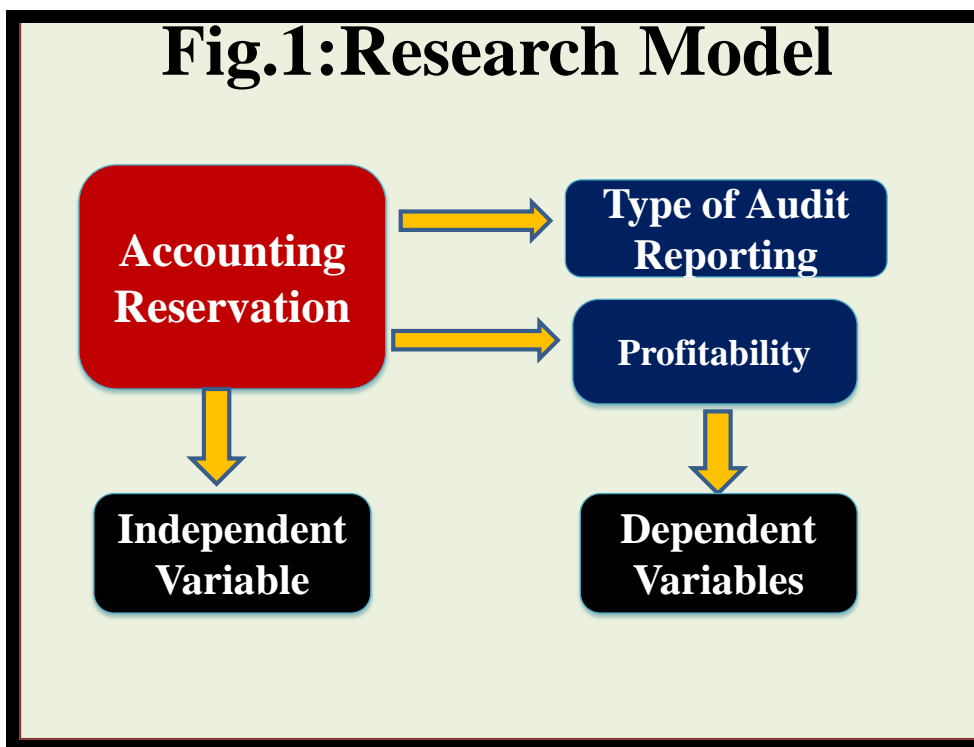 Fig.1:Research Model
Accounting
Reservation
Type of Audit
Reporting
Profitability
Independent
Variable
Dependent
Variables